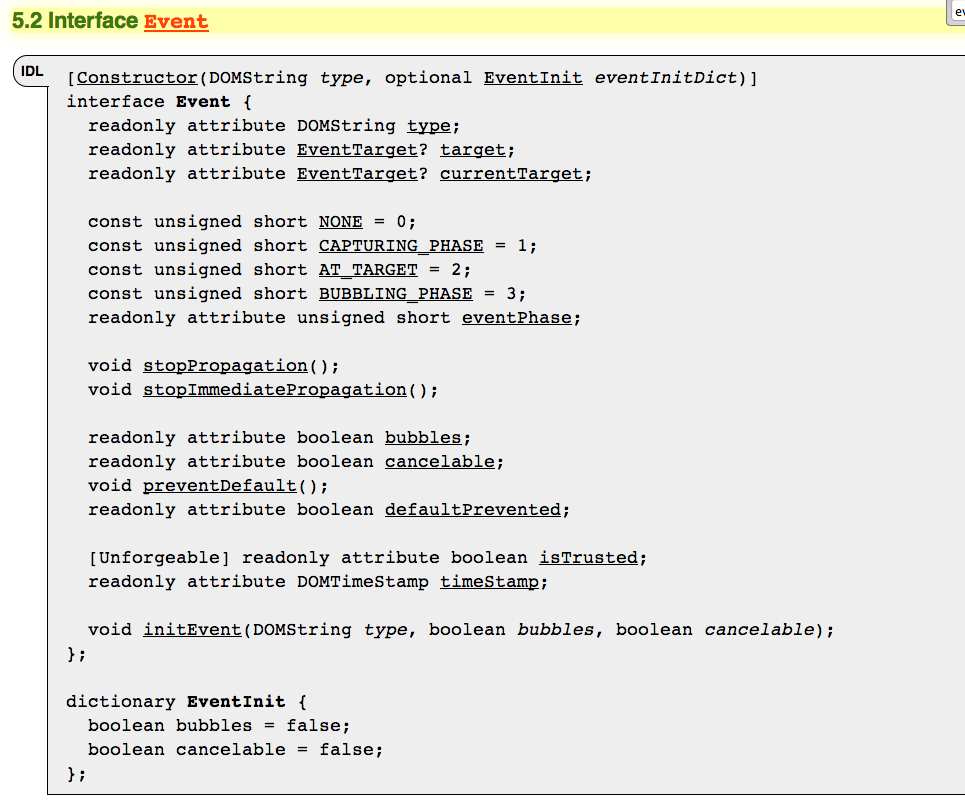 5.2 Interface Event
IDL
[Constructor(DOMString type, optional EventInit eventInitDict)]
interface Event {
  readonly attribute DOMString type;
  readonly attribute EventTarget? target;
  readonly attribute EventTarget? currentTarget;

  const unsigned short NONE = 0;
  const unsigned short CAPTURING_PHASE = 1;
  const unsigned short AT_TARGET = 2;
  const unsigned short BUBBLING_PHASE = 3;
  readonly attribute unsigned short eventPhase;

  void stopPropagation();
  void stopImmediatePropagation();

  readonly attribute boolean bubbles;
  readonly attribute boolean cancelable;
  void preventDefault();
  readonly attribute boolean defaultPrevented;

  [Unforgeable] readonly attribute boolean isTrusted;
  readonly attribute DOMTimeStamp timeStamp;

  void initEvent(DOMString type, boolean bubbles, boolean cancelable);
};

dictionary EventInit {
  boolean bubbles = false;
  boolean cancelable = false;
};